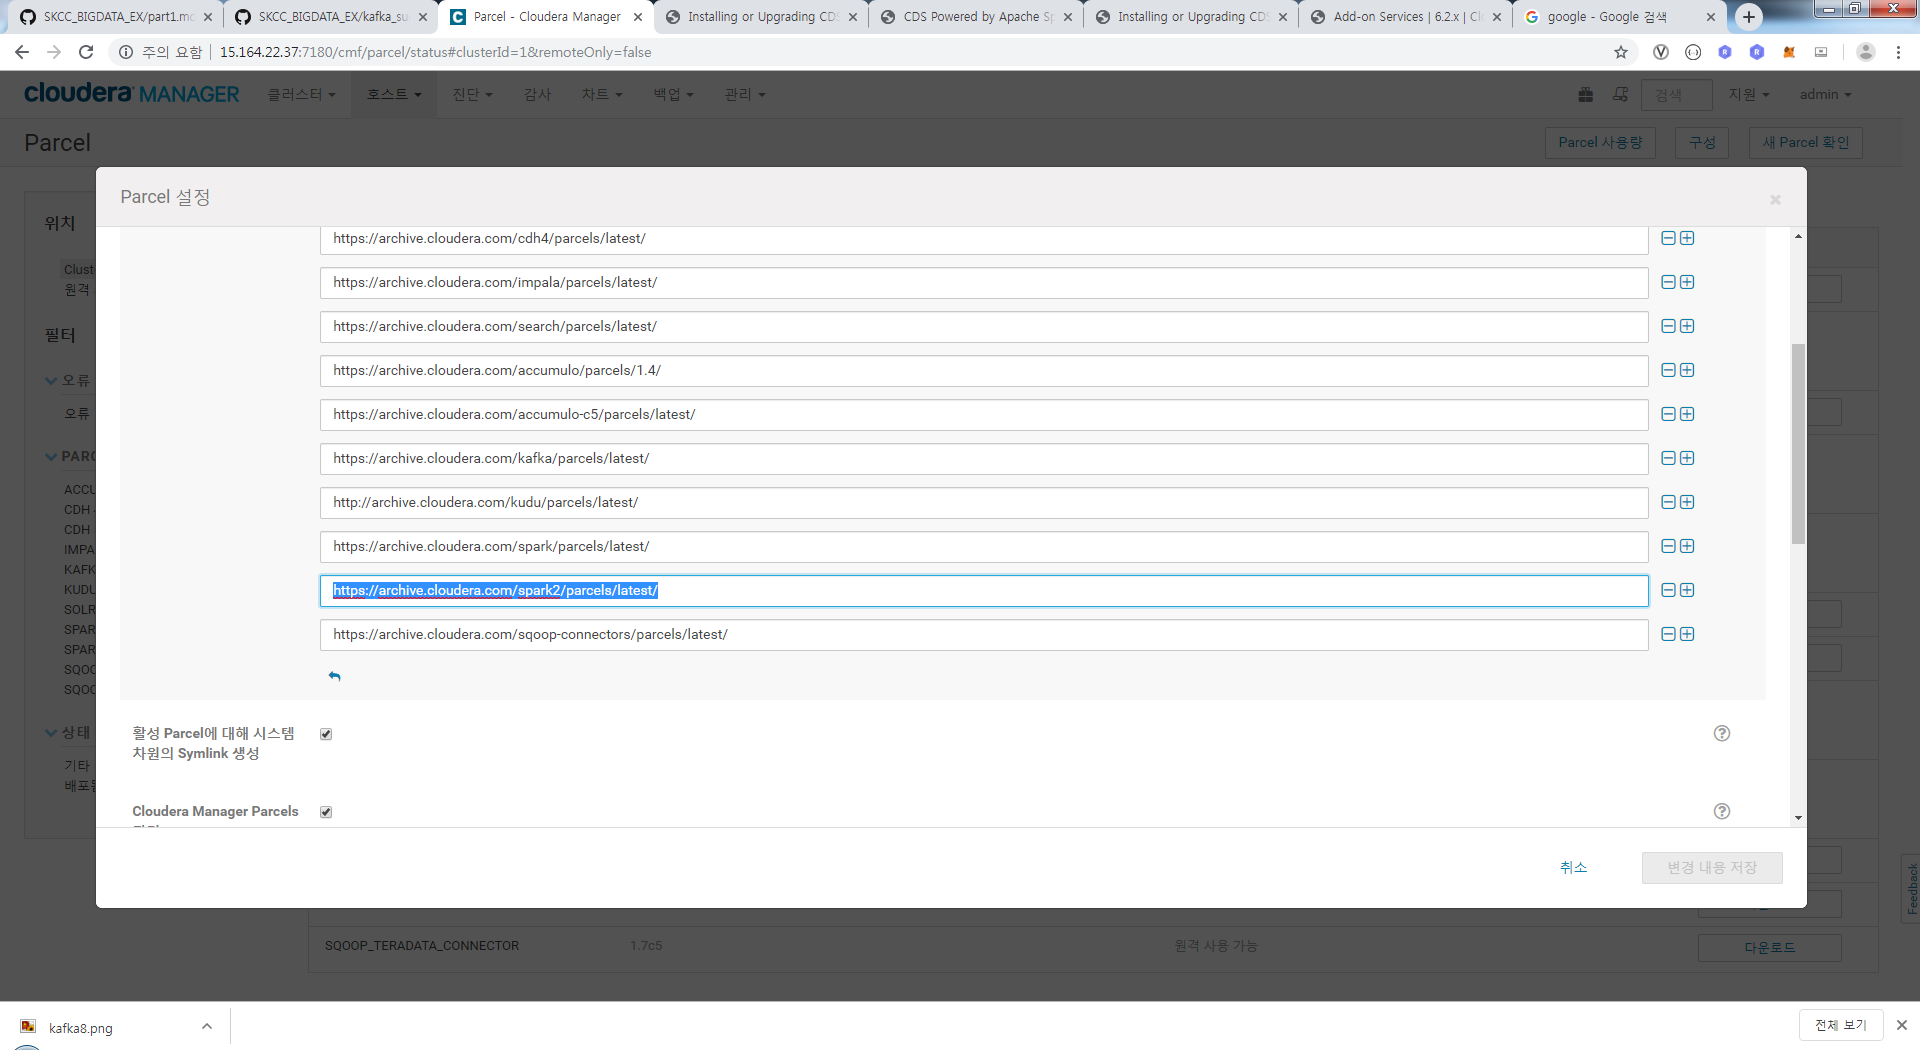 SKCC_BIGDATA_EX/part1.mc
SKCC_BIGDATA_EX/kafka_su
Parcel - Cloudera Manager
Installing or Upgrading CDS
CDS Powered by Apache Sp
Installing or Upgrading CDS
Add-on Services | 6.2.x | Clo
google - Google 검색
주의 요함 | 15.164.22.37:7180/cmf/parcel/status#clusterId=1&remoteOnly=false
cloudera MANAGER 클러스터 호스트 진단 감사 차트 백업 관리 검색 지원 admin
Parcel Parcel 사용량 구성 새 Parcel 확인
Parcel 설정
위치
Cluste
원격
필터
오류
오류
PARC
ACCU
CDH
CDH
IMPA
KAFK
KUDU
SOLR
SPAR
SPAR
SQOO
SQOO
상태
기타
배포됨
https://archive.cloudera.com/cdh4/parcels/latest/
https://archive.cloudera.com/impala/parcels/latest/
https://archive.cloudera.com/search/parcels/latest/
https://archive.cloudera.com/accumulo/parcels/1.4/
https://archive.cloudera.com/accumulo-c5/parcels/latest/
https://archive.cloudera.com/kafka/parcels/latest/
http://archive.cloudera.com/kudu/parcels/latest/
https://archive.cloudera.com/spark/parcels/latest/
https://archive.cloudera.com/spark2/parcels/latest/
https://archive.cloudera.com/sqoop-connectors/parcels/latest/
활성 Parcel에 대해 시스템
차원의 Symlink 생성
Cloudera Manager Parcels
취소 변경 내용 저장
Feedback
SQOOP_TERADATA_CONNECTOR 1.7c5 원격 사용 가능 다운로드
kafka8.png 전체 보기